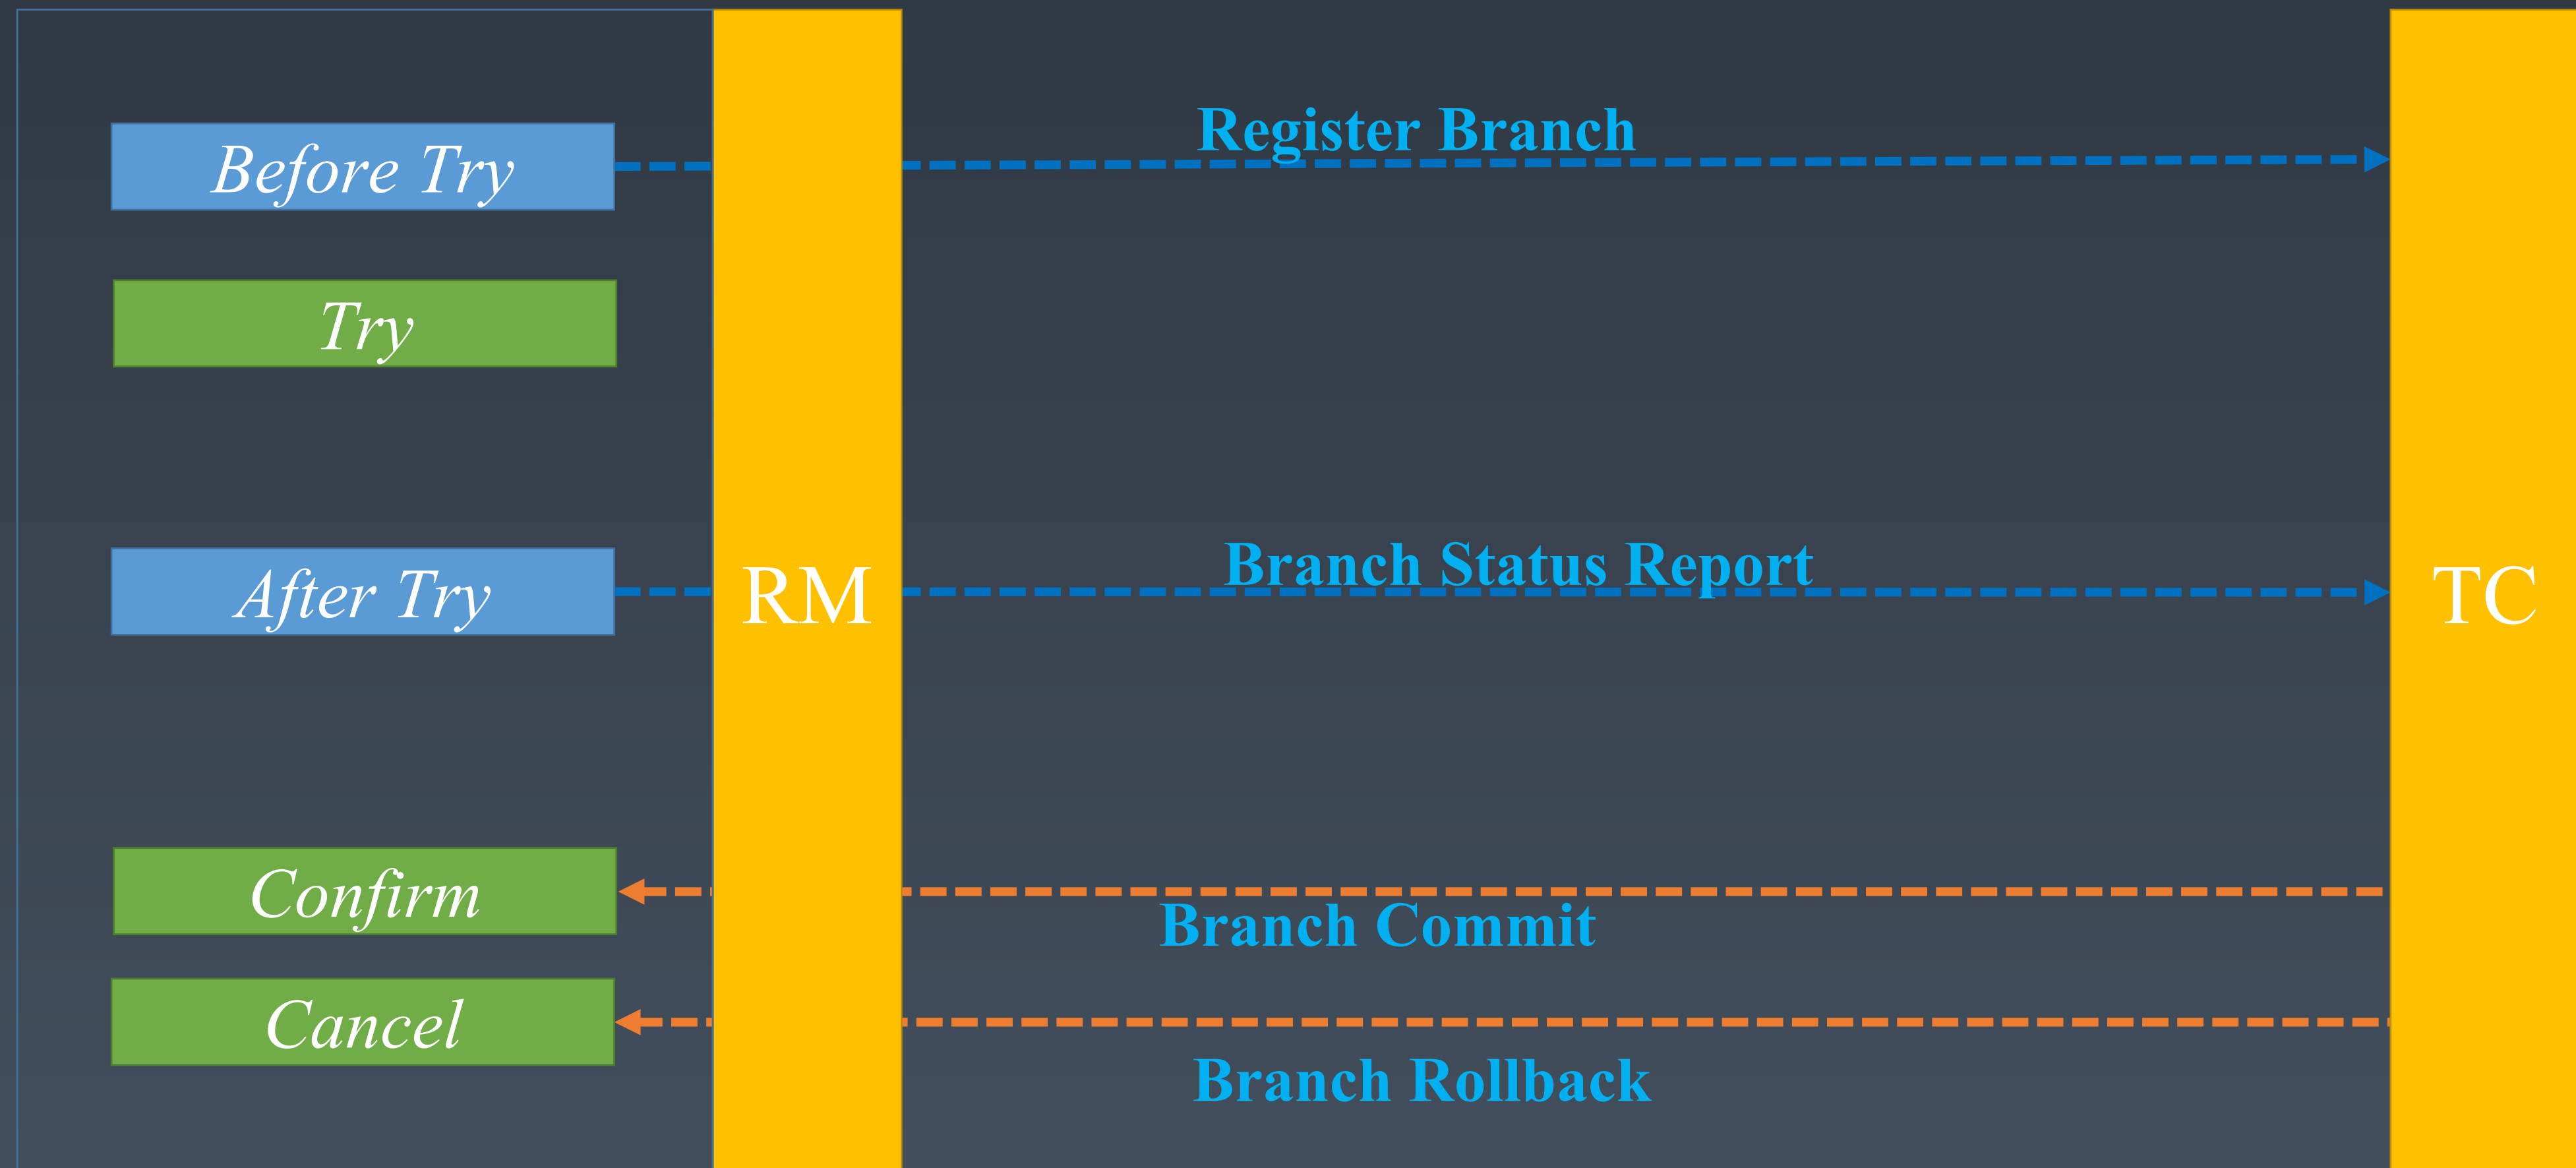 Register Branch
Before Try
Try
Branch Status Report
After Try
RM
TC
Confirm
Branch Commit
Cancel
Branch Rollback